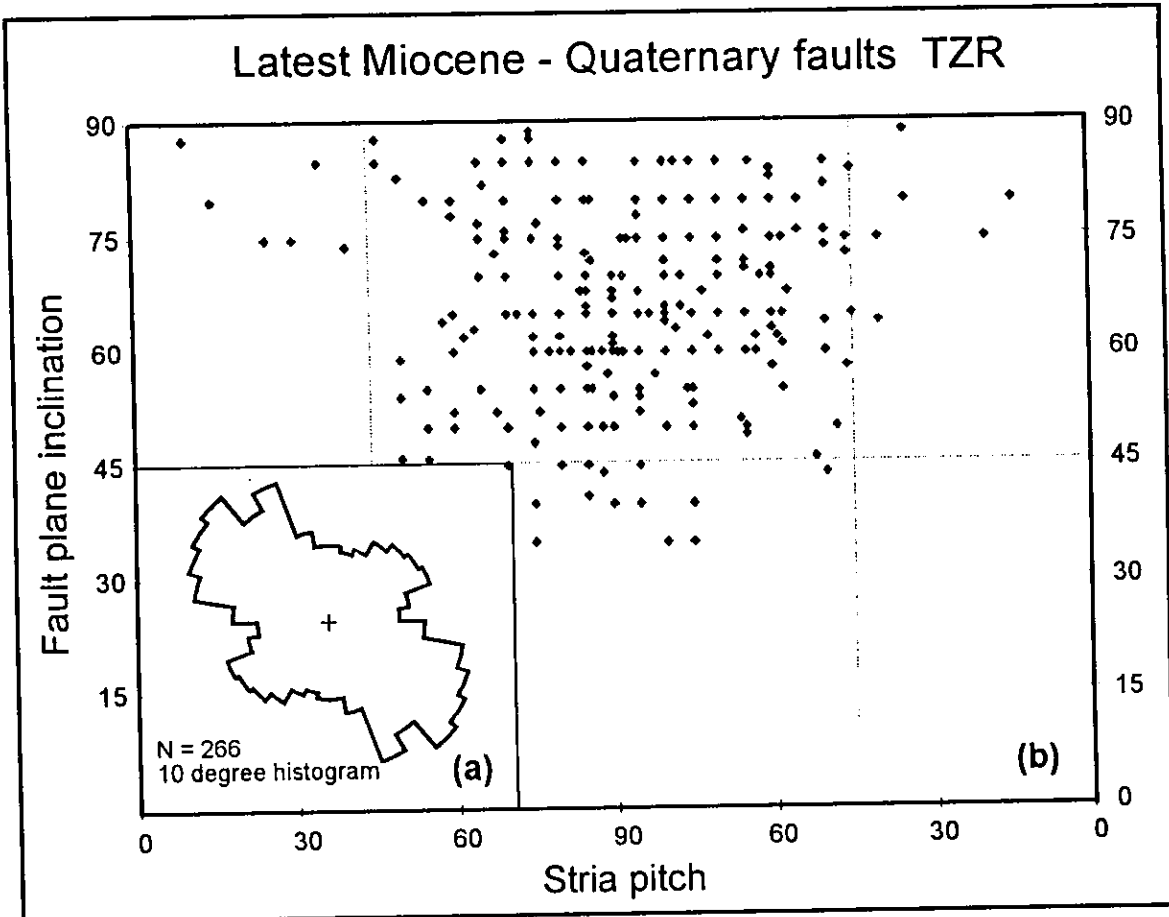 Latest Miocene - Quaternary faults TZR
90
75
60
45
30
15
Fault plane inclination
90
75
60
45
30
15
0
N = 266
10 degree histogram
(a)
(b)
0
30
60
90
60
30
0
Stria pitch